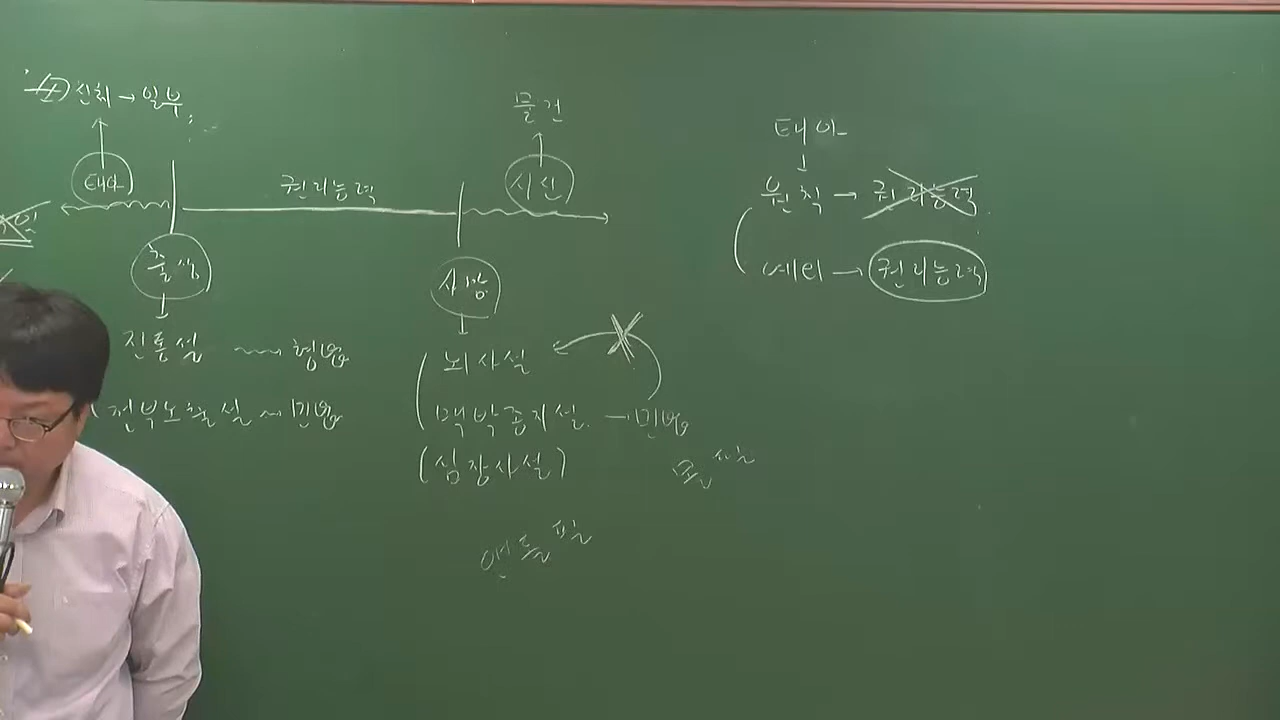 母 신체 → 일부
물건
태아
태아
권리능력
시신
원칙 → 권리능력
출생
사망
예외 → 권리능력
진통설 형법
뇌사설
전부노출설 민법
맥박종지설 → 민법
(심장사설)